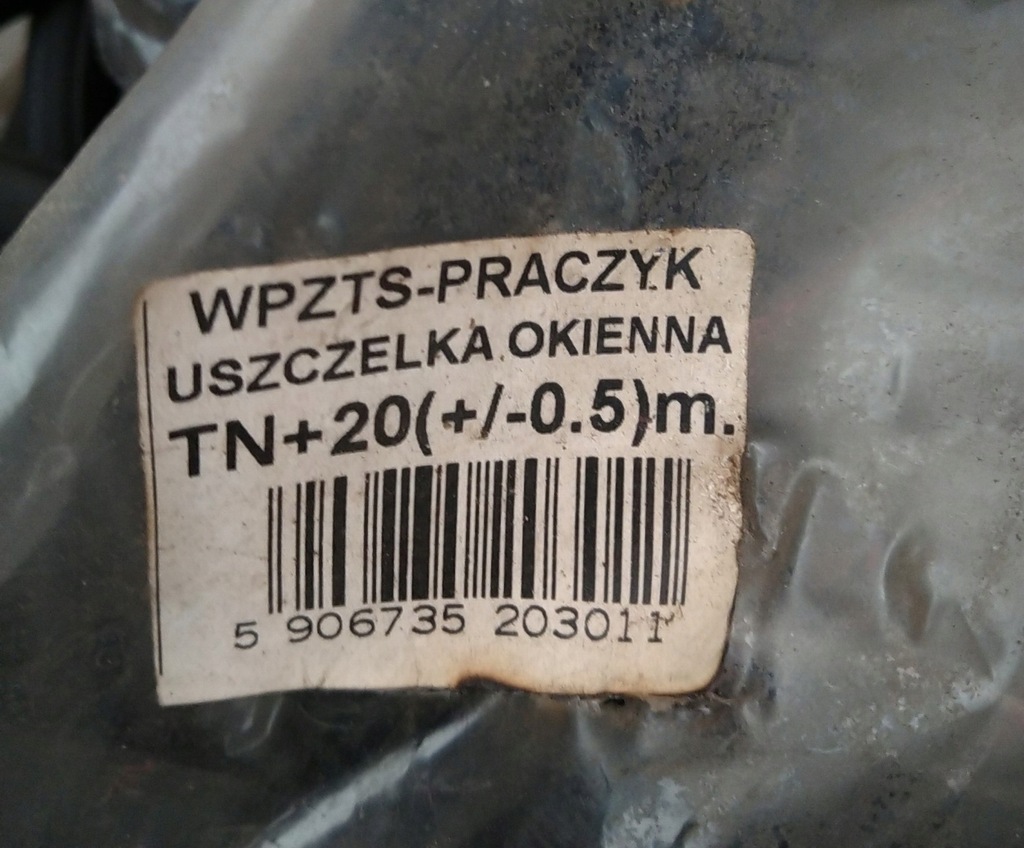 WPZTS-PRACZYK
USZCZELKA OKIENNA
TN+20(+/-0.5)m.
5 906735 203011